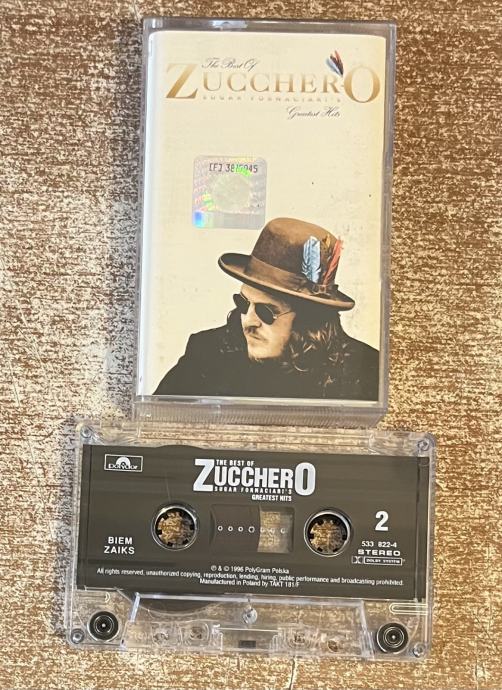 The Best Of
ZUCCHERO
SUGAR FORNACIARI'S
Greatest Hits
polydor
THE BEST OF
ZUCCHERO
SUGAR FORNACIARI'S
GREATEST HITS
2
BIEM
ZAIKS
533 822-4
STEREO
DOLBY SYSTEM
℗ & © 1996 PolyGram Polska
All rights reserved, unauthorized copying, reproduction, lending, hiring, public performance and broadcasting prohibited.
Manufactured in Poland by TAKT 181/F